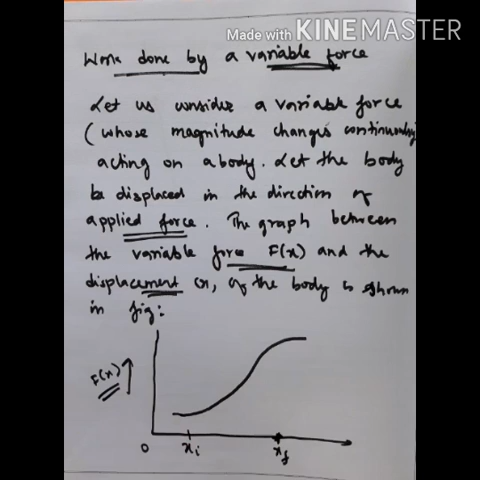 Made with KINEMASTER
Work done by a variable force
Let us consider a variable force
(whose magnitude changes continuously
acting on a body. Let the body
be displaced in the direction of
applied force. The graph between
the variable force F(x) and the
displacement (x, of the body is shown
in fig:
F(x)
0 xi xf